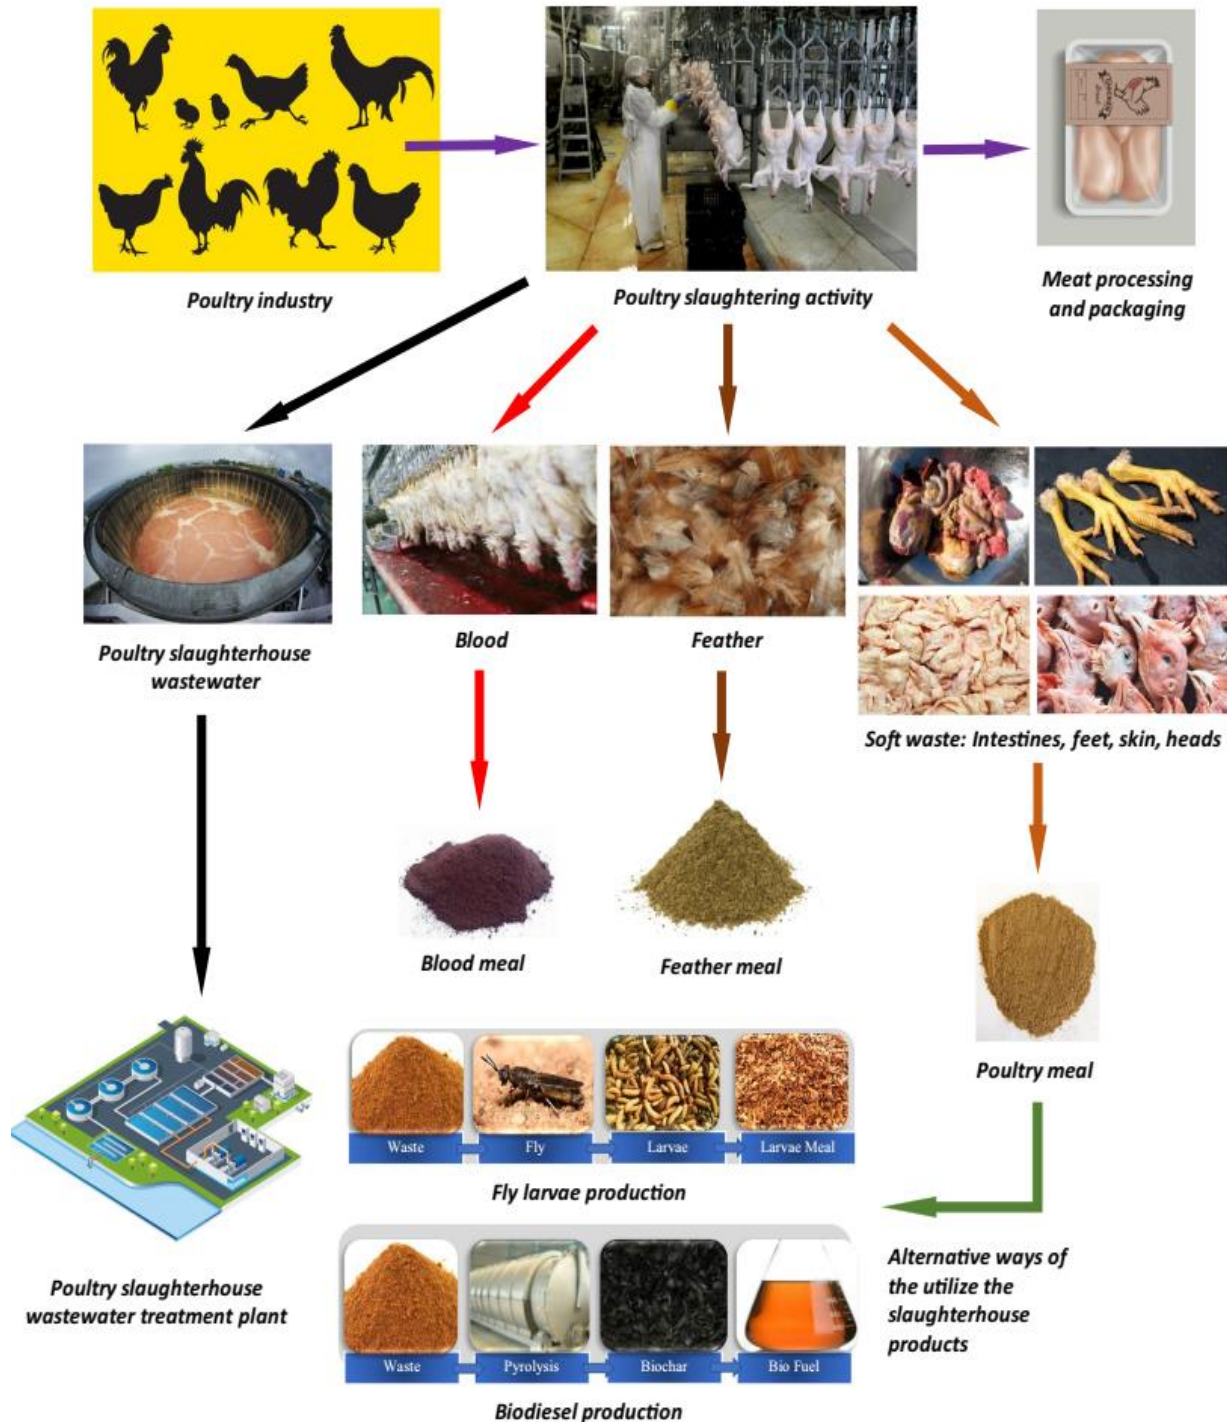 Poultry industry
Poultry slaughtering activity
Meat processing
and packaging
Poultry slaughterhouse
wastewater
Blood
Feather
Soft waste: Intestines, feet, skin, heads
Blood meal
Feather meal
Poultry meal
Waste
Fly
Larvae
Larvae Meal
Fly larvae production
Poultry slaughterhouse
wastewater treatment plant
Waste
Pyrolysis
Biochar
Bio Fuel
Biodiesel production
Alternative ways of
the utilize the
slaughterhouse
products